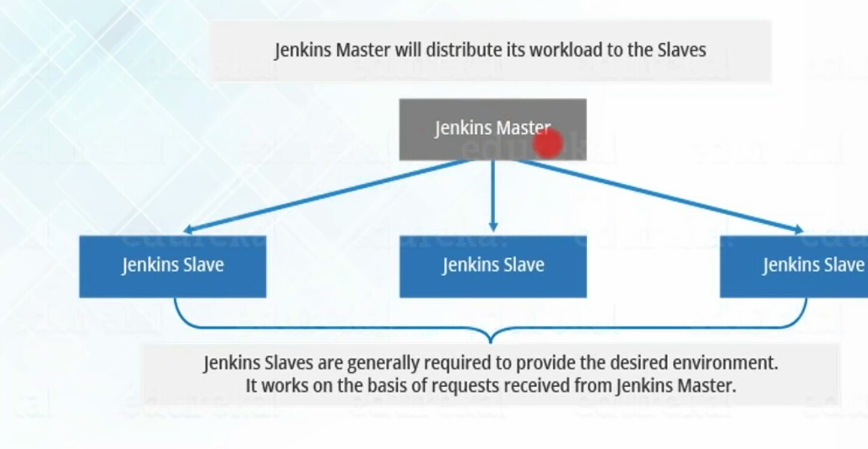 Jenkins Master will distribute its workload to the Slaves
Jenkins Master
edureka!
Jenkins Slave
Jenkins Slave
Jenkins Slave
Jenkins Slaves are generally required to provide the desired environment.
It works on the basis of requests received from Jenkins Master.